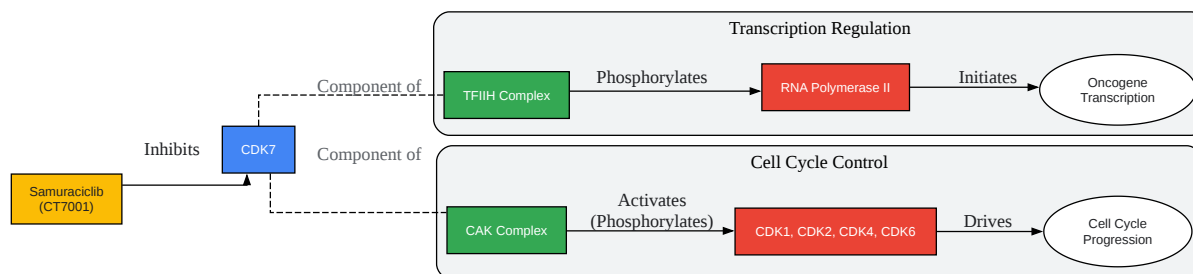 Transcription Regulation
Component of
TFIIH Complex
Phosphorylates
RNA Polymerase II
Initiates
Oncogene
Transcription
Inhibits
CDK7
Component of
Samuraciclib
(CT7001)
Cell Cycle Control
CAK Complex
Activates
(Phosphorylates)
CDK1, CDK2, CDK4, CDK6
Drives
Cell Cycle
Progression